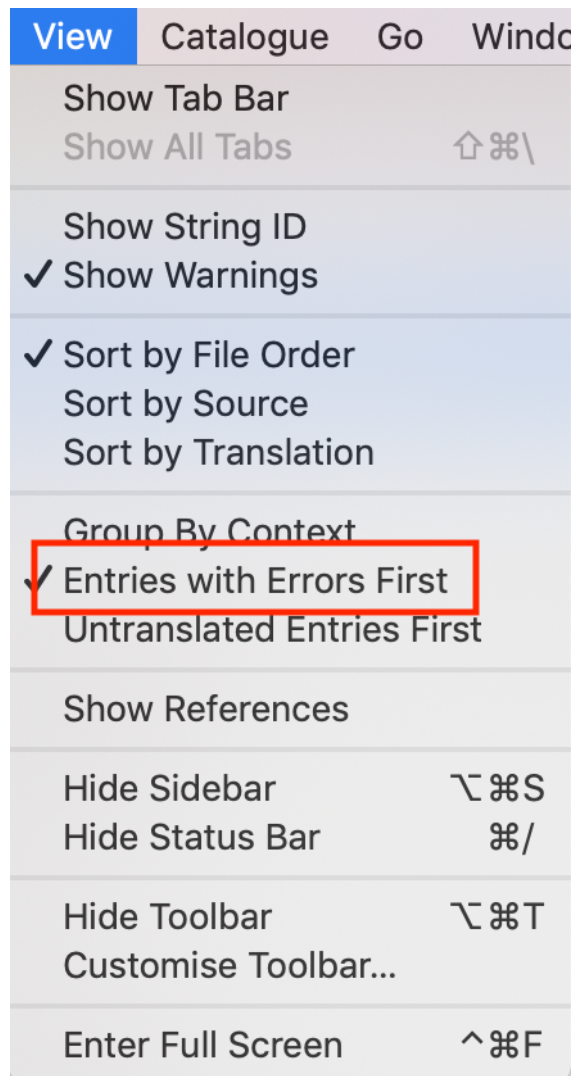 View Catalogue Go Windo
Show Tab Bar
Show All Tabs ⇧⌘\
Show String ID
✓ Show Warnings
✓ Sort by File Order
Sort by Source
Sort by Translation
Group By Context
✓ Entries with Errors First
Untranslated Entries First
Show References
Hide Sidebar ⌥⌘S
Hide Status Bar ⌘/
Hide Toolbar ⌥⌘T
Customise Toolbar...
Enter Full Screen ^⌘F